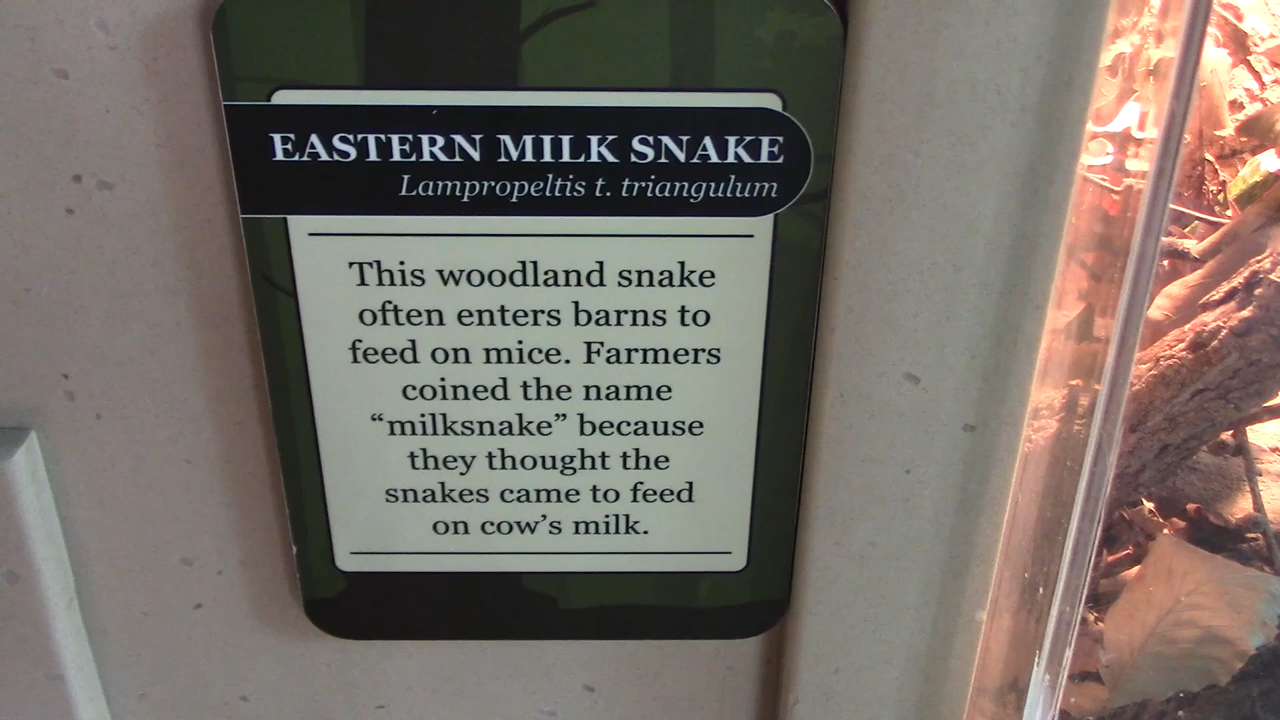 EASTERN MILK SNAKE
Lampropeltis t. triangulum
This woodland snake
often enters barns to
feed on mice. Farmers
coined the name
“milksnake” because
they thought the
snakes came to feed
on cow’s milk.